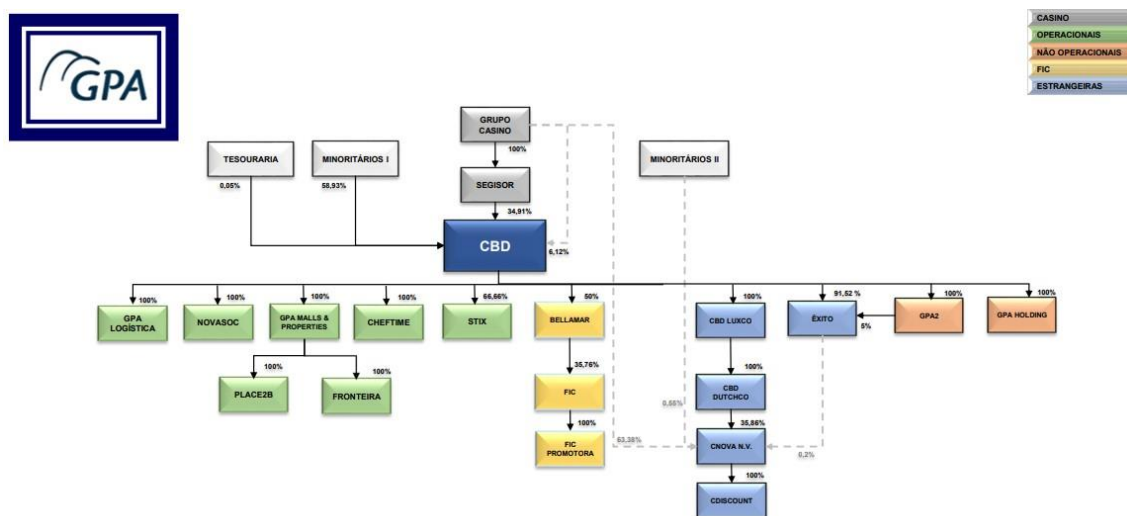 GPA
CASINO
OPERACIONAIS
NÃO OPERACIONAIS
FIC
ESTRANGEIRAS
GRUPO
CASINO
100%
TESOURARIA
0,05%
MINORITÁRIOS I
58,93%
MINORITÁRIOS II
SEGISOR
34,91%
CBD
6,12%
100%
GPA
LOGÍSTICA
100%
NOVASOC
100%
GPA MALLS &
PROPERTIES
100%
CHEFTIME
66,66%
STIX
50%
BELLAMAR
100%
CBD LUXCO
91,52 %
ÊXITO
5%
100%
GPA2
100%
GPA HOLDING
100%
PLACE2B
100%
FRONTEIRA
35,76%
FIC
100%
FIC
PROMOTORA
100%
CBD
DUTCHCO
0,55%
35,86%
63,38%
CNOVA N.V.
0,2%
100%
CDISCOUNT